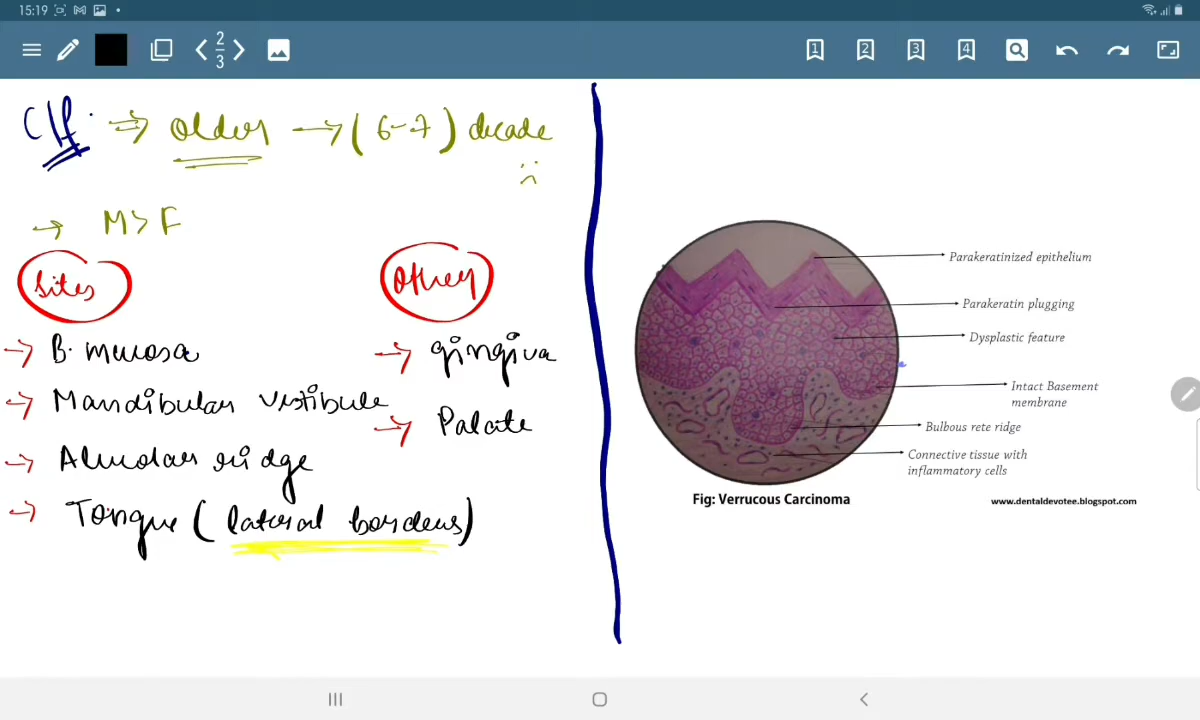 15:19
2
3
1
2
3
4
C/f. ⇒ older → (6-7) decade
→ M>F
Sites
→ B. mucosa
→ Mandibular vestibule
→ Alveolar ridge
→ Tongue (lateral borders)
Other
→ gingiva
→ Palate
Parakeratinized epithelium
Parakeratin plugging
Dysplastic feature
Intact Basement
membrane
Bulbous rete ridge
Connective tissue with
inflammatory cells
Fig: Verrucous Carcinoma
www.dentaldevotee.blogspot.com